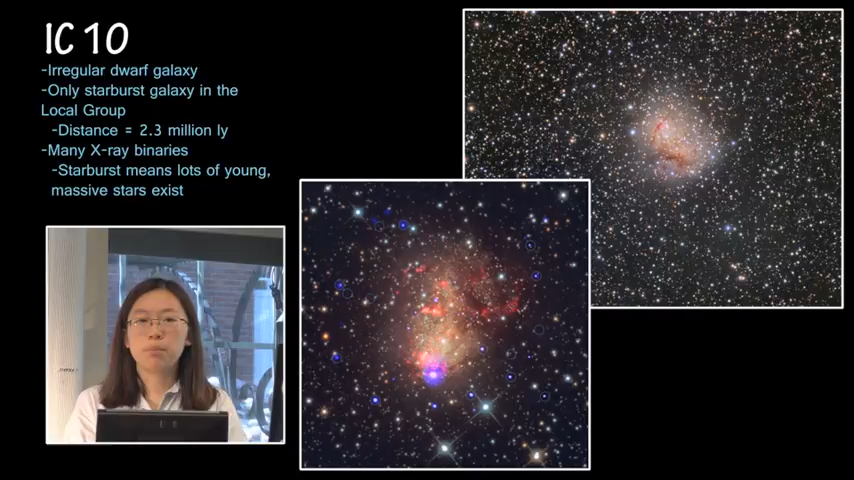 IC 10
-Irregular dwarf galaxy
-Only starburst galaxy in the
Local Group
-Distance = 2.3 million ly
-Many X-ray binaries
-Starburst means lots of young,
massive stars exist